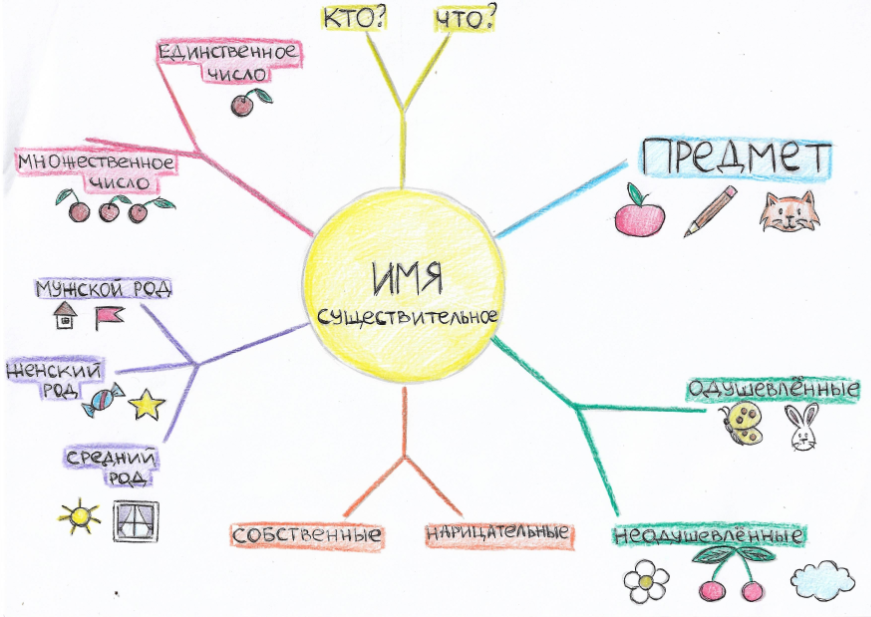 КТО?
ЧТО?
ЕДИНСТВЕННОЕ
ЧИСЛО
МНОЖЕСТВЕННОЕ
ЧИСЛО
ПРЕДМЕТ
ИМЯ
СУЩЕСТВИТЕЛЬНОЕ
МУЖСКОЙ РОД
ЖЕНСКИЙ
РОД
СРЕДНИЙ
РОД
ОДУШЕВЛЁННЫЕ
СОБСТВЕННЫЕ
НАРИЦАТЕЛЬНЫЕ
НЕОДУШЕВЛЁННЫЕ